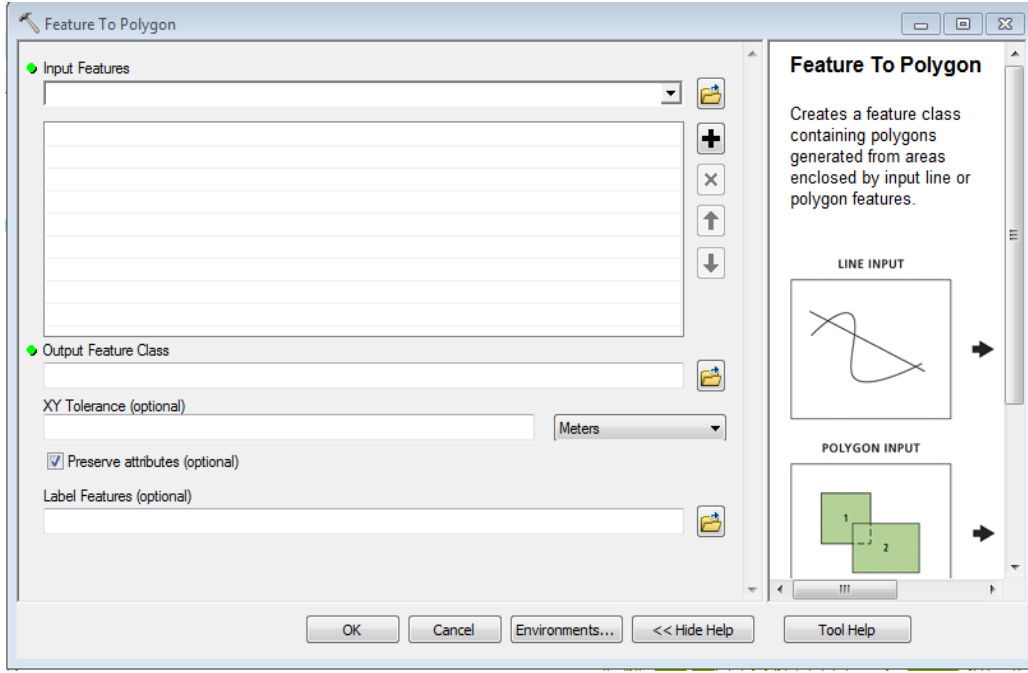 Feature To Polygon
Input Features
Output Feature Class
XY Tolerance (optional)
Meters
Preserve attributes (optional)
Label Features (optional)
OK
Cancel
Environments...
<< Hide Help
Tool Help
Feature To Polygon
Creates a feature class
containing polygons
generated from areas
enclosed by input line or
polygon features.
LINE INPUT
POLYGON INPUT
1
2